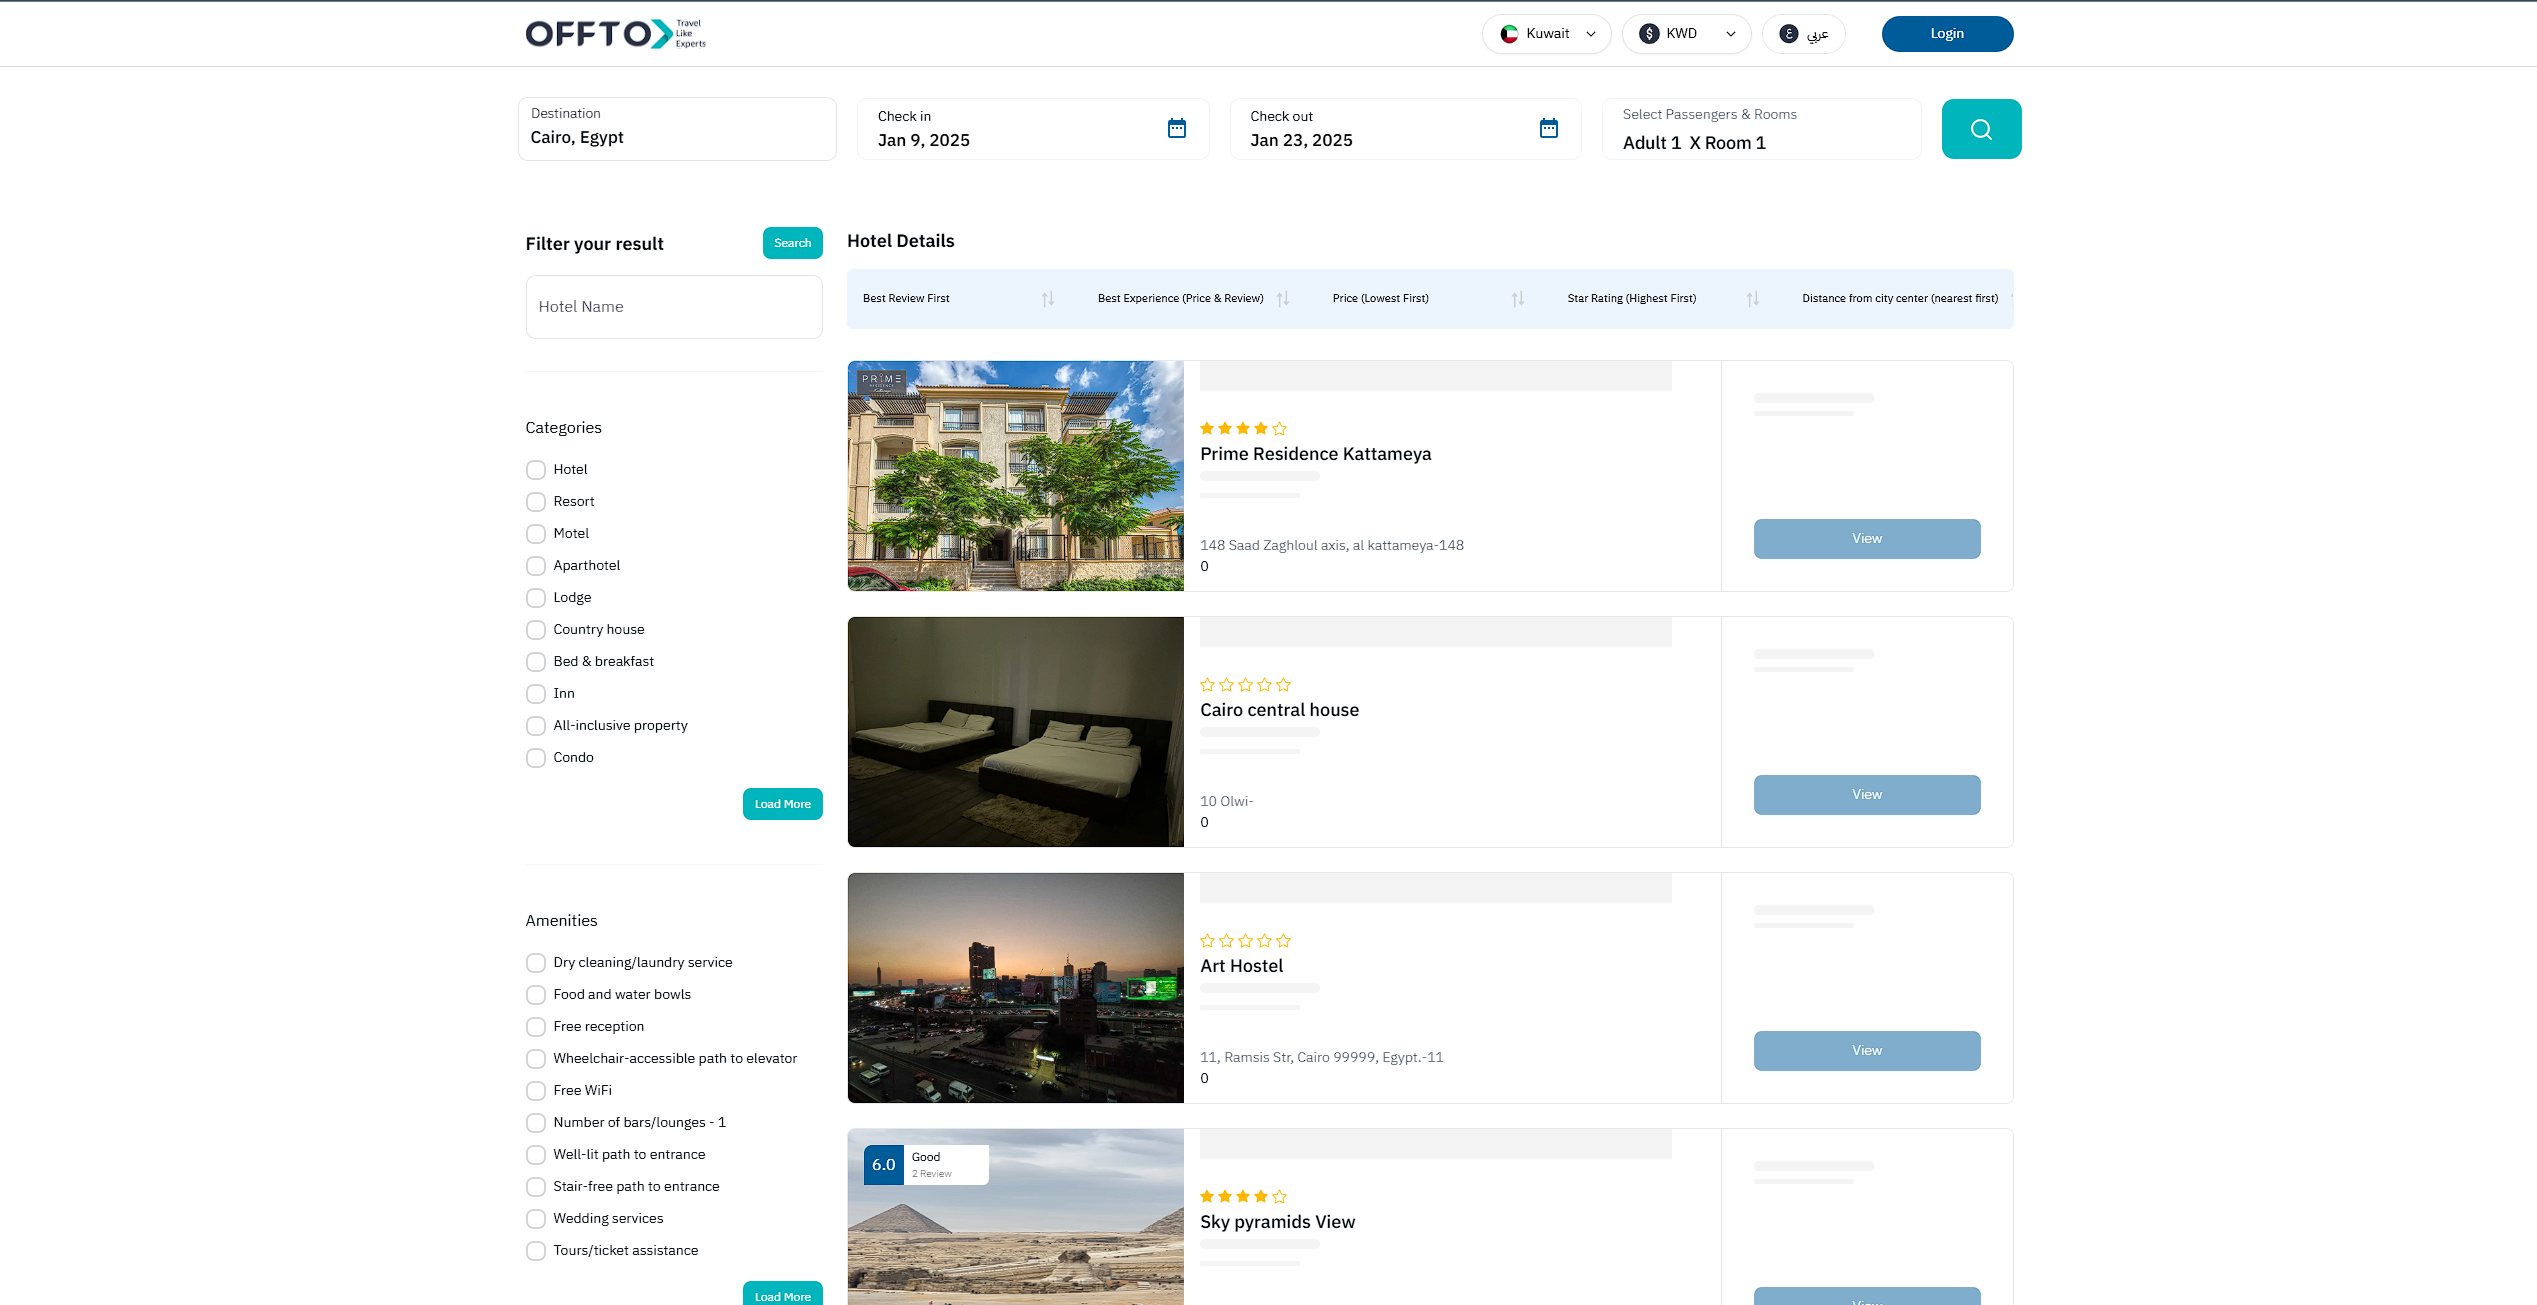 OFFTO
Travel
Like
Experts
Kuwait
$ KWD
ع عربي
Login
Destination
Cairo, Egypt
Check in
Jan 9, 2025
Check out
Jan 23, 2025
Select Passengers & Rooms
Adult 1 X Room 1
Filter your result
Search
Hotel Name
Categories
Hotel
Resort
Motel
Aparthotel
Lodge
Country house
Bed & breakfast
Inn
All-inclusive property
Condo
Load More
Amenities
Dry cleaning/laundry service
Food and water bowls
Free reception
Wheelchair-accessible path to elevator
Free WiFi
Number of bars/lounges - 1
Well-lit path to entrance
Stair-free path to entrance
Wedding services
Tours/ticket assistance
Load More
Hotel Details
Best Review First
Best Experience (Price & Review)
Price (Lowest First)
Star Rating (Highest First)
Distance from city center (nearest first)
PRIME
Prime Residence Kattameya
148 Saad Zaghloul axis, al kattameya-148
0
View
Cairo central house
10 Olwi-
0
View
Art Hostel
11, Ramsis Str, Cairo 99999, Egypt.-11
0
View
6.0
Good
2 Review
Sky pyramids View
View